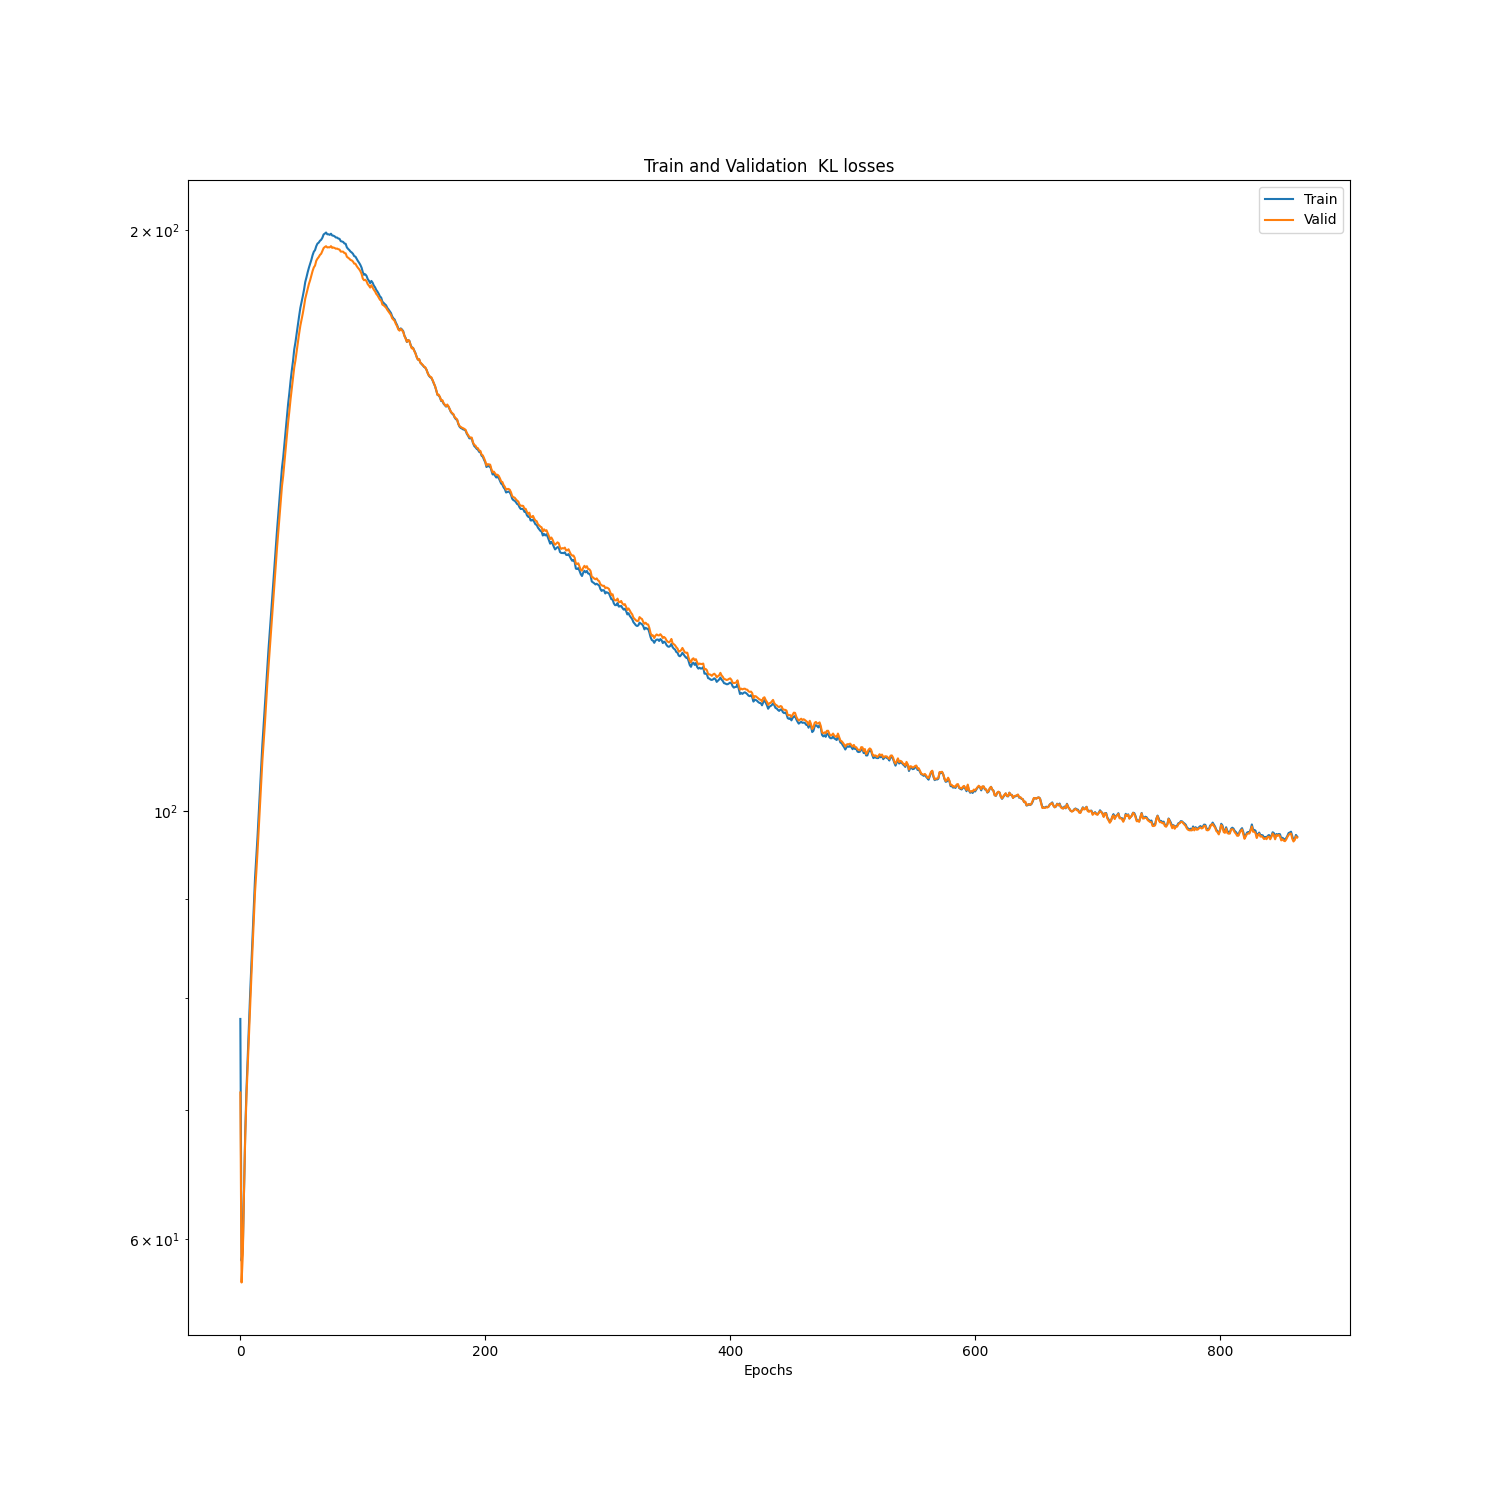 Train and Validation  KL losses
Train
Valid
2 × 10²
10²
6 × 10¹
0 200 400 600 800
Epochs